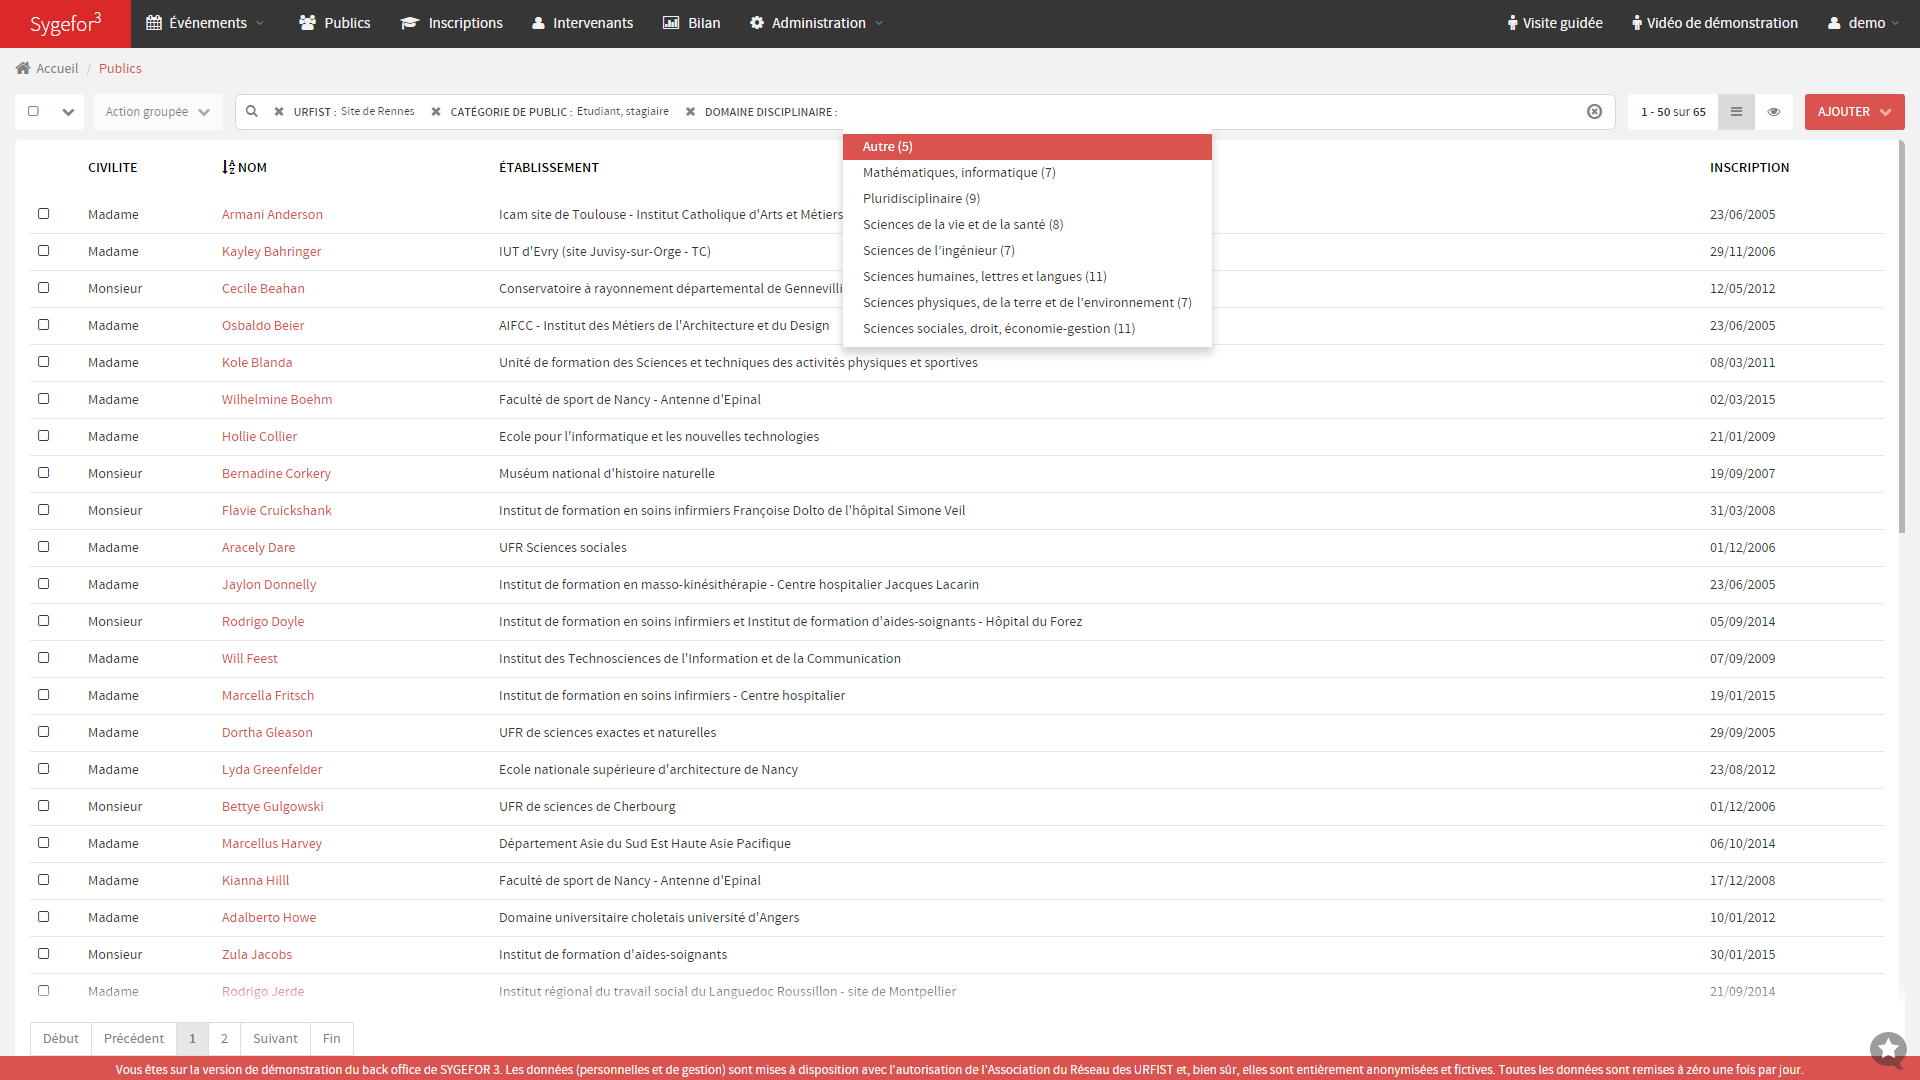 Sygefor3 Événements Publics Inscriptions Intervenants Bilan Administration Visite guidée Vidéo de démonstration demo
Accueil / Publics
Action groupée URFIST : Site de Rennes CATÉGORIE DE PUBLIC : Etudiant, stagiaire DOMAINE DISCIPLINAIRE : 1 - 50 sur 65 AJOUTER
Autre (5)
Mathématiques, informatique (7)
Pluridisciplinaire (9)
Sciences de la vie et de la santé (8)
Sciences de l’ingénieur (7)
Sciences humaines, lettres et langues (11)
Sciences physiques, de la terre et de l’environnement (7)
Sciences sociales, droit, économie-gestion (11)
CIVILITE NOM ÉTABLISSEMENT INSCRIPTION
Madame Armani Anderson Icam site de Toulouse - Institut Catholique d'Arts et Métiers 23/06/2005
Madame Kayley Bahringer IUT d'Evry (site Juvisy-sur-Orge - TC) 29/11/2006
Monsieur Cecile Beahan Conservatoire à rayonnement départemental de Gennevilli 12/05/2012
Madame Osbaldo Beier AIFCC - Institut des Métiers de l'Architecture et du Design 23/06/2005
Madame Kole Blanda Unité de formation des Sciences et techniques des activités physiques et sportives 08/03/2011
Madame Wilhelmine Boehm Faculté de sport de Nancy - Antenne d'Epinal 02/03/2015
Madame Hollie Collier Ecole pour l'informatique et les nouvelles technologies 21/01/2009
Monsieur Bernadine Corkery Muséum national d'histoire naturelle 19/09/2007
Monsieur Flavie Cruickshank Institut de formation en soins infirmiers Françoise Dolto de l'hôpital Simone Veil 31/03/2008
Madame Aracely Dare UFR Sciences sociales 01/12/2006
Madame Jaylon Donnelly Institut de formation en masso-kinésithérapie - Centre hospitalier Jacques Lacarin 23/06/2005
Monsieur Rodrigo Doyle Institut de formation en soins infirmiers et Institut de formation d'aides-soignants - Hôpital du Forez 05/09/2014
Madame Will Feest Institut des Technosciences de l'Information et de la Communication 07/09/2009
Madame Marcella Fritsch Institut de formation en soins infirmiers - Centre hospitalier 19/01/2015
Madame Dortha Gleason UFR de sciences exactes et naturelles 29/09/2005
Madame Lyda Greenfelder Ecole nationale supérieure d'architecture de Nancy 23/08/2012
Monsieur Bettye Gulgowski UFR de sciences de Cherbourg 01/12/2006
Madame Marcellus Harvey Département Asie du Sud Est Haute Asie Pacifique 06/10/2014
Madame Kianna Hilll Faculté de sport de Nancy - Antenne d'Epinal 17/12/2008
Madame Adalberto Howe Domaine universitaire choletais université d'Angers 10/01/2012
Monsieur Zula Jacobs Institut de formation d'aides-soignants 30/01/2015
Madame Rodrigo Jerde Institut régional du travail social du Languedoc Roussillon - site de Montpellier 21/09/2014
Début Précédent 1 2 Suivant Fin
Vous êtes sur la version de démonstration du back office de SYGEFOR 3. Les données (personnelles et de gestion) sont mises à disposition avec l'autorisation de l'Association du Réseau des URFIST et, bien sûr, elles sont entièrement anonymisées et fictives. Toutes les données sont remises à zéro une fois par jour.